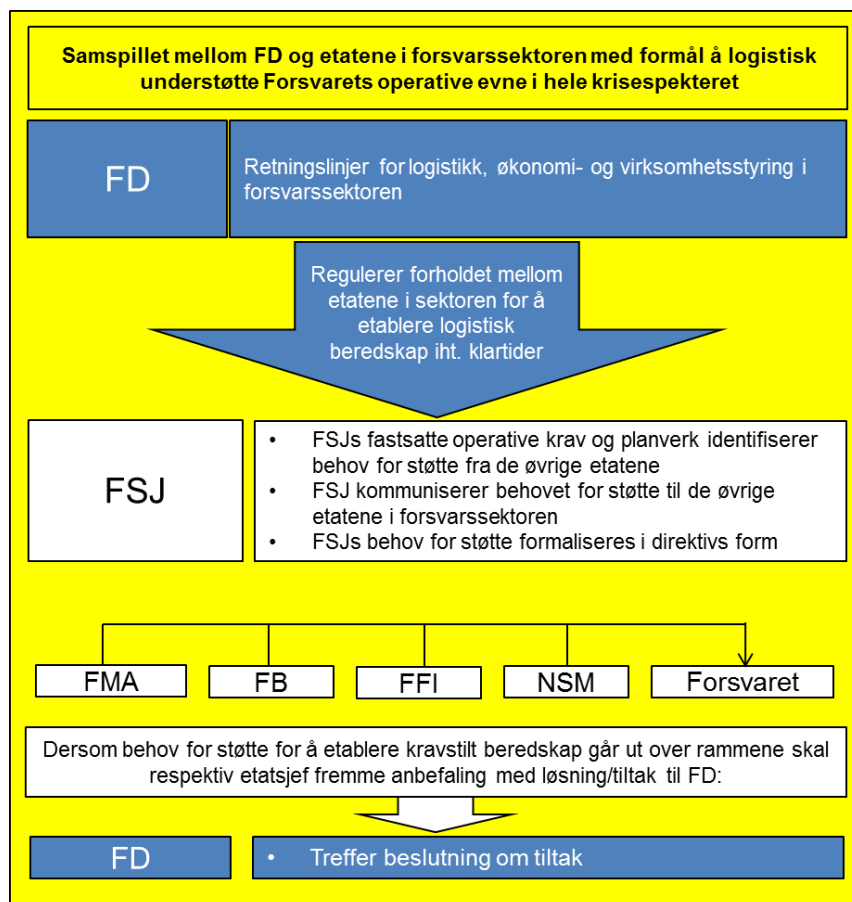 Samspillet mellom FD og etatene i forsvarssektoren med formål å logistisk
understøtte Forsvarets operative evne i hele krisespekteret
FD
Retningslinjer for logistikk, økonomi- og virksomhetsstyring i
forsvarssektoren
Regulerer forholdet mellom
etatene i sektoren for å
etablere logistisk
beredskap iht. klartider
FSJ
• FSJs fastsatte operative krav og planverk identifiserer
behov for støtte fra de øvrige etatene
• FSJ kommuniserer behovet for støtte til de øvrige
etatene i forsvarssektoren
• FSJs behov for støtte formaliseres i direktivs form
FMA FB FFI NSM Forsvaret
Dersom behov for støtte for å etablere kravstilt beredskap går ut over rammene skal
respektiv etatsjef fremme anbefaling med løsning/tiltak til FD:
FD
• Treffer beslutning om tiltak